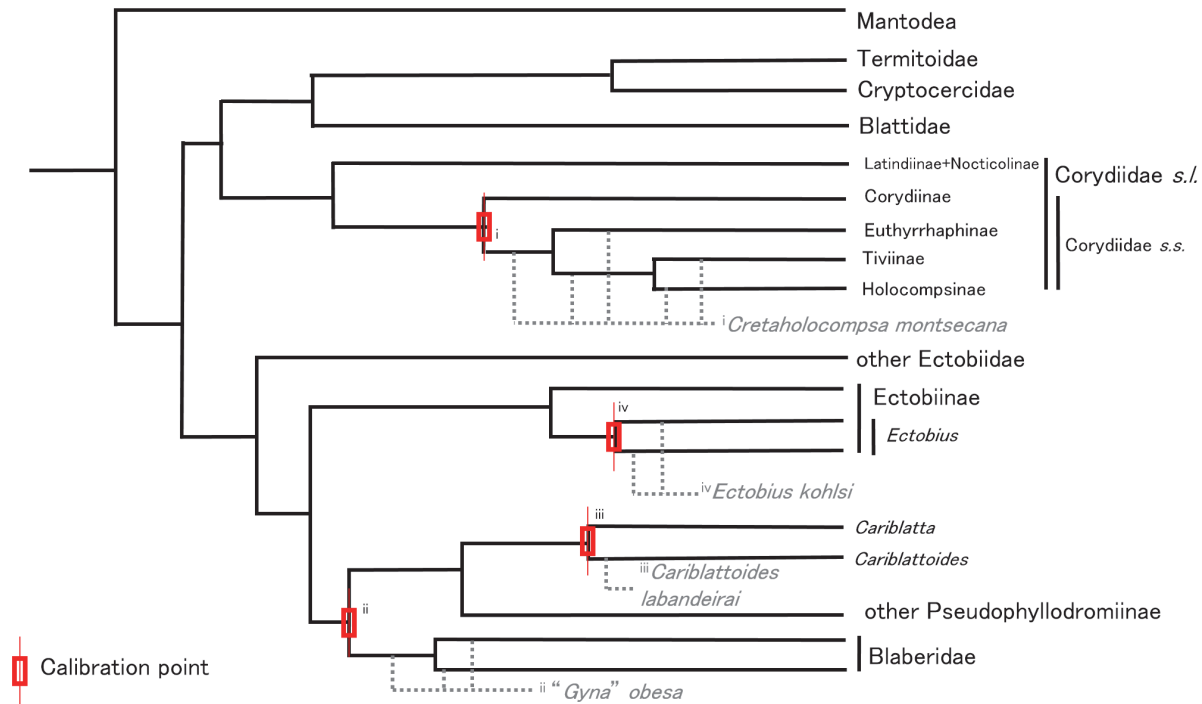 Mantodea
Termitoidae
Cryptocercidae
Blattidae
Latindiinae+Nocticolinae
Corydiidae s.l.
Corydiinae
i
Euthyrrhaphinae
Corydiidae s.s.
Tiviinae
Holocompsinae
i Cretaholocompsa montsecana
other Ectobiidae
Ectobiinae
iv
Ectobius
iv Ectobius kohlsi
iii
Cariblatta
Cariblattoides
iii Cariblattoides
labandeirai
ii
other Pseudophyllodromiinae
Blaberidae
Calibration point
ii “Gyna” obesa